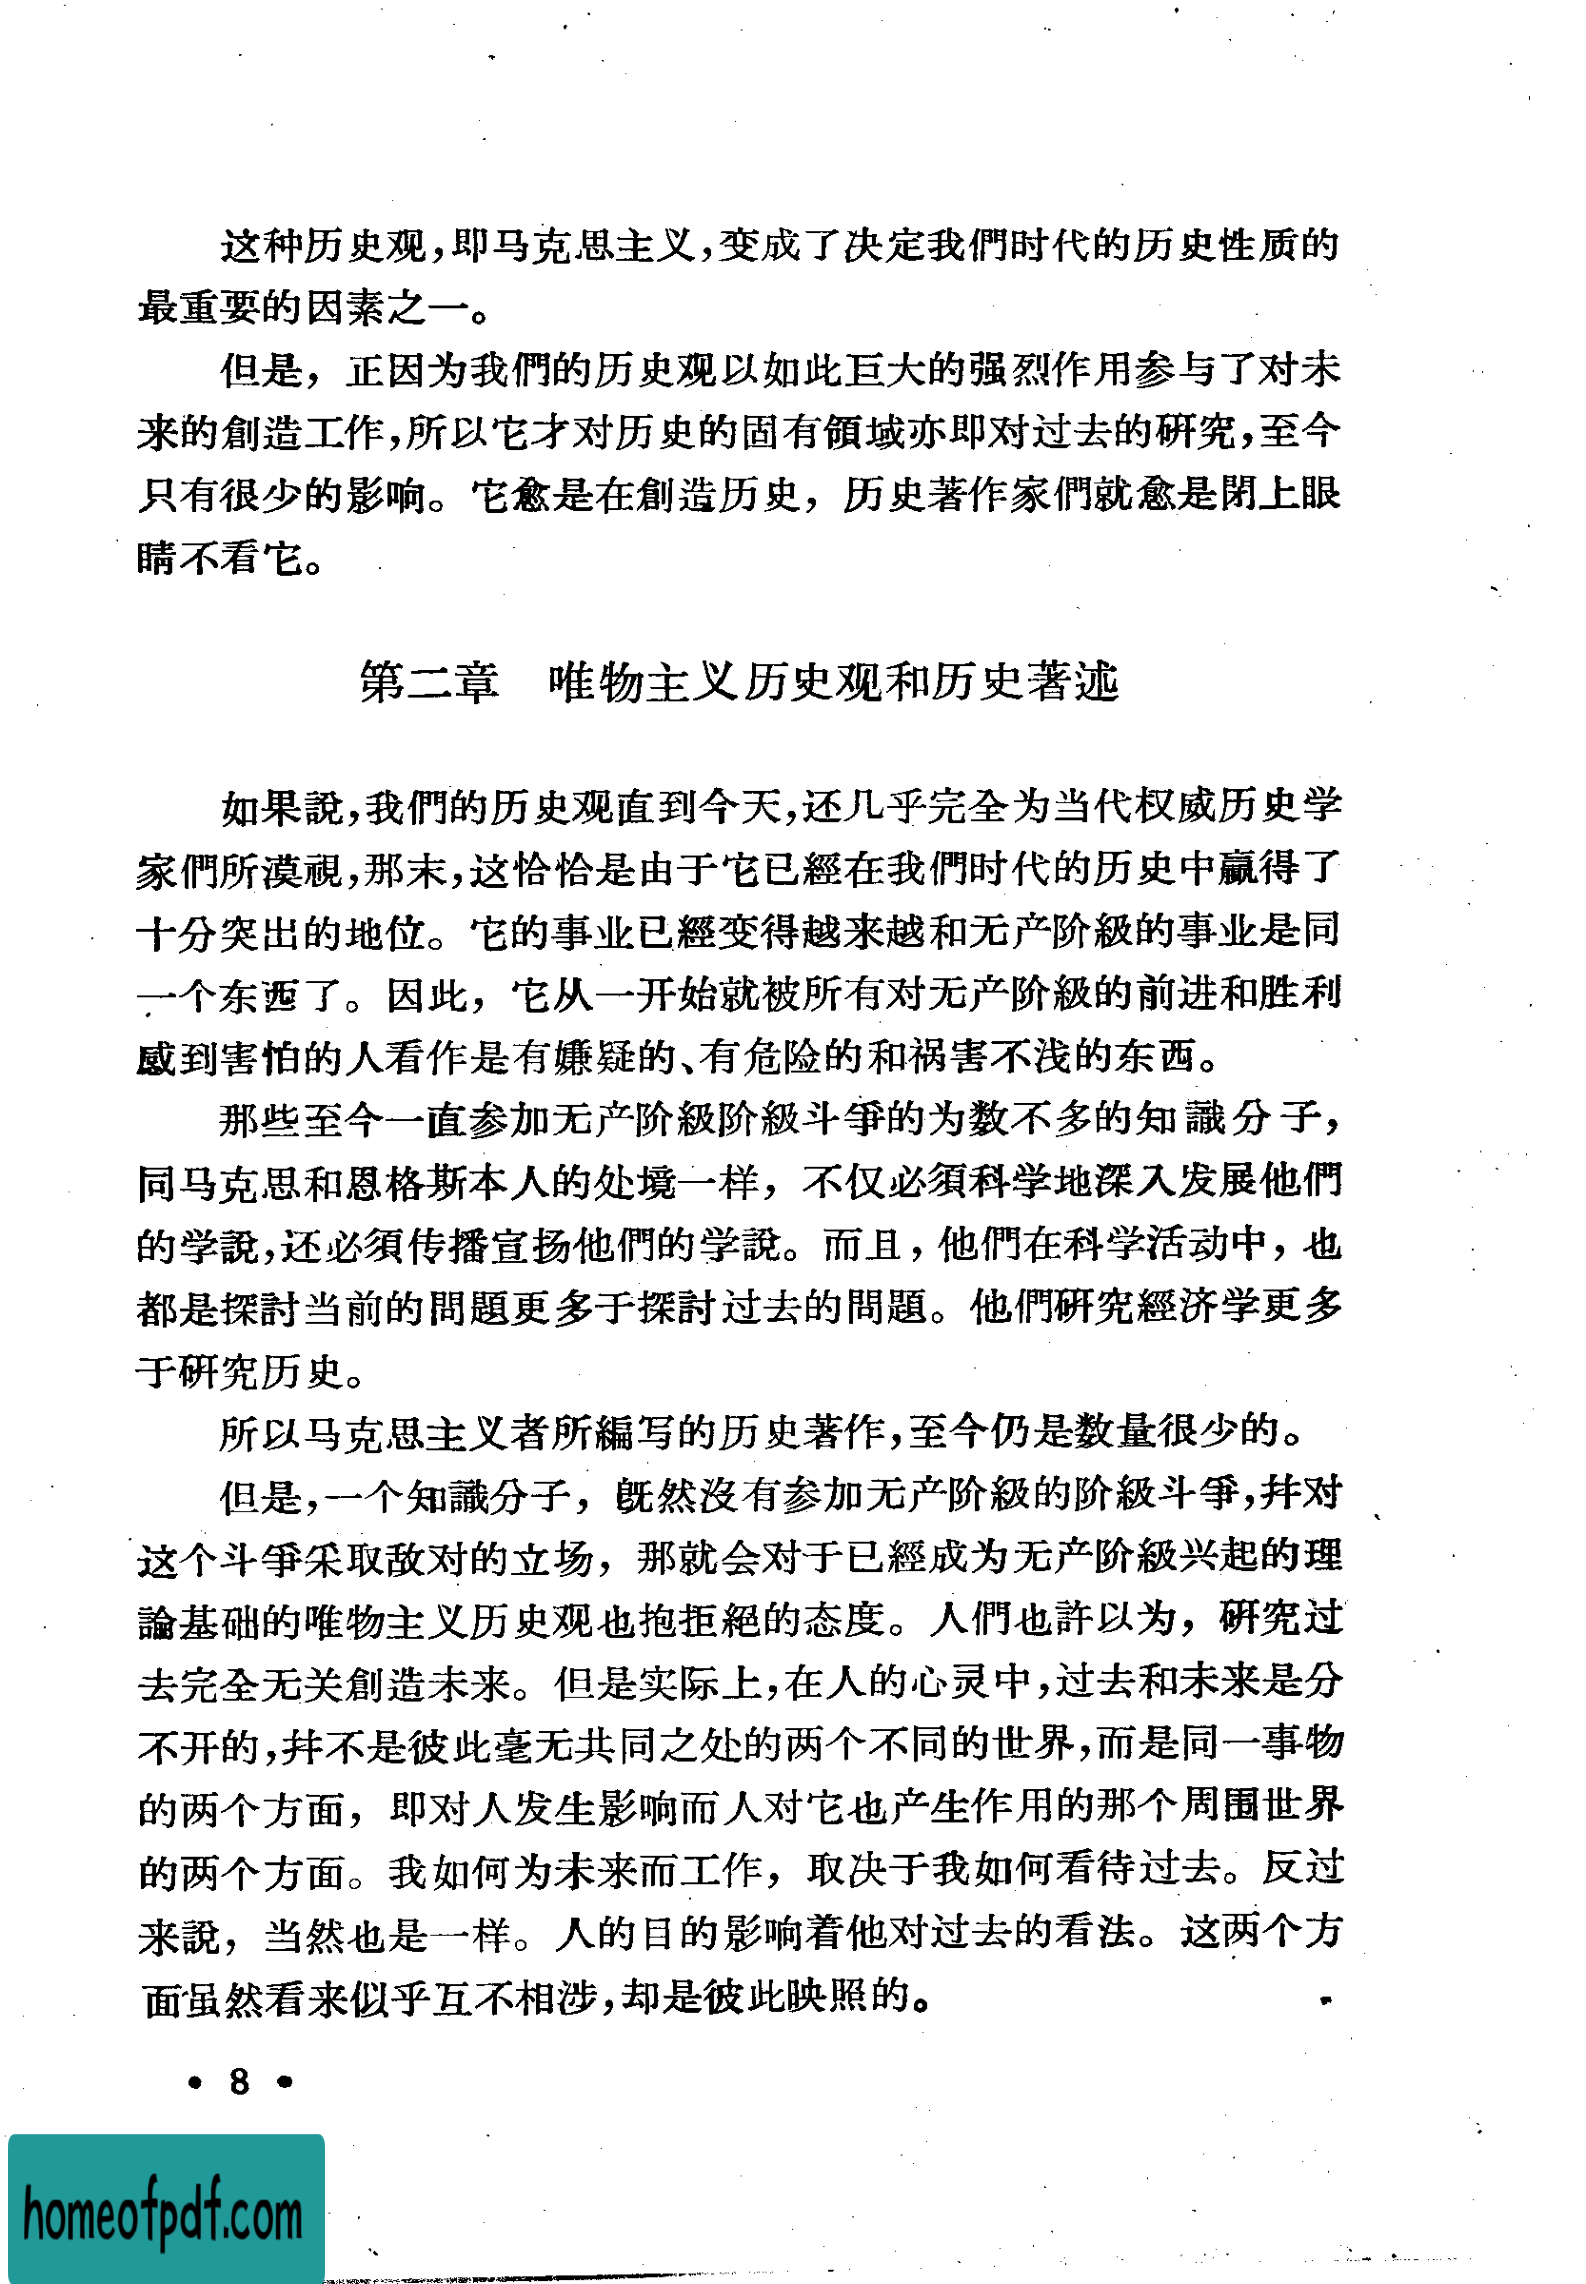 这种历史观，即马克思主义，变成了决定我們时代的历史性质的
最重要的因素之一。
但是，正因为我們的历史观以如此巨大的强烈作用参与了对未
来的創造工作，所以它才对历史的固有領域亦即对过去的研究，至今
只有很少的影响。它愈是在創造历史，历史著作家們就愈是閉上眼
睛不看它。
第二章　唯物主义历史观和历史著述
如果說，我們的历史观直到今天，还几乎完全为当代权威历史学
家們所漠視，那末，这恰恰是由于它已經在我們时代的历史中贏得了
十分突出的地位。它的事业已經变得越来越和无产阶級的事业是同
一个东西了。因此，它从一开始就被所有对无产阶級的前进和胜利
感到害怕的人看作是有嫌疑的、有危险的和祸害不浅的东西。
那些至今一直参加无产阶級阶級斗爭的为数不多的知識分子，
同马克思和恩格斯本人的处境一样，不仅必須科学地深入发展他們
的学說，还必須传播宣扬他們的学說。而且，他們在科学活动中，也
都是探討当前的問題更多于探討过去的問題。他們研究經济学更多
于研究历史。
所以马克思主义者所編写的历史著作，至今仍是数量很少的。
但是，一个知識分子，既然沒有参加无产阶級的阶級斗爭，幷对
这个斗爭采取敌对的立场，那就会对于已經成为无产阶級兴起的理
論基础的唯物主义历史观也抱拒絕的态度。人們也許以为，研究过
去完全无关創造未来。但是实际上，在人的心灵中，过去和未来是分
不开的，幷不是彼此毫无共同之处的两个不同的世界，而是同一事物
的两个方面，即对人发生影响而人对它也产生作用的那个周围世界
的两个方面。我如何为未来而工作，取决于我如何看待过去。反过
来說，当然也是一样。人的目的影响着他对过去的看法。这两个方
面虽然看来似乎互不相涉，却是彼此映照的。
• 8 •
homeofpdf.com